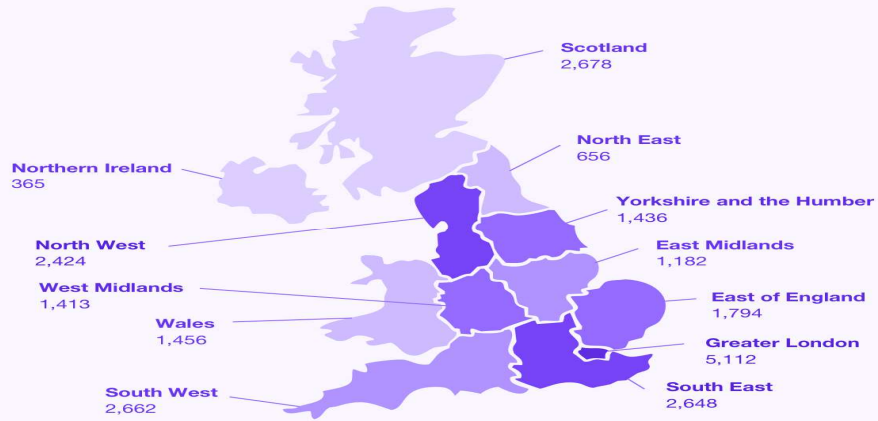 Scotland
2,678
North East
656
Northern Ireland
365
Yorkshire and the Humber
1,436
North West
2,424
East Midlands
1,182
West Midlands
1,413
East of England
1,794
Wales
1,456
Greater London
5,112
South West
2,662
South East
2,648